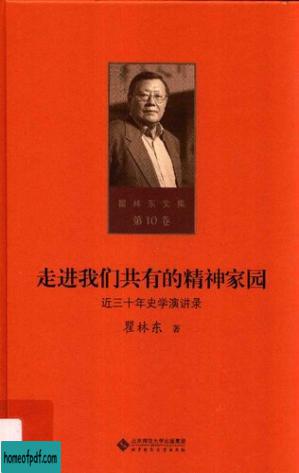 瞿林东文集
第10卷
走进我们共有的精神家园
近三十年史学演讲录
瞿林东 著
北京师范大学出版集团
homeofpdf.com